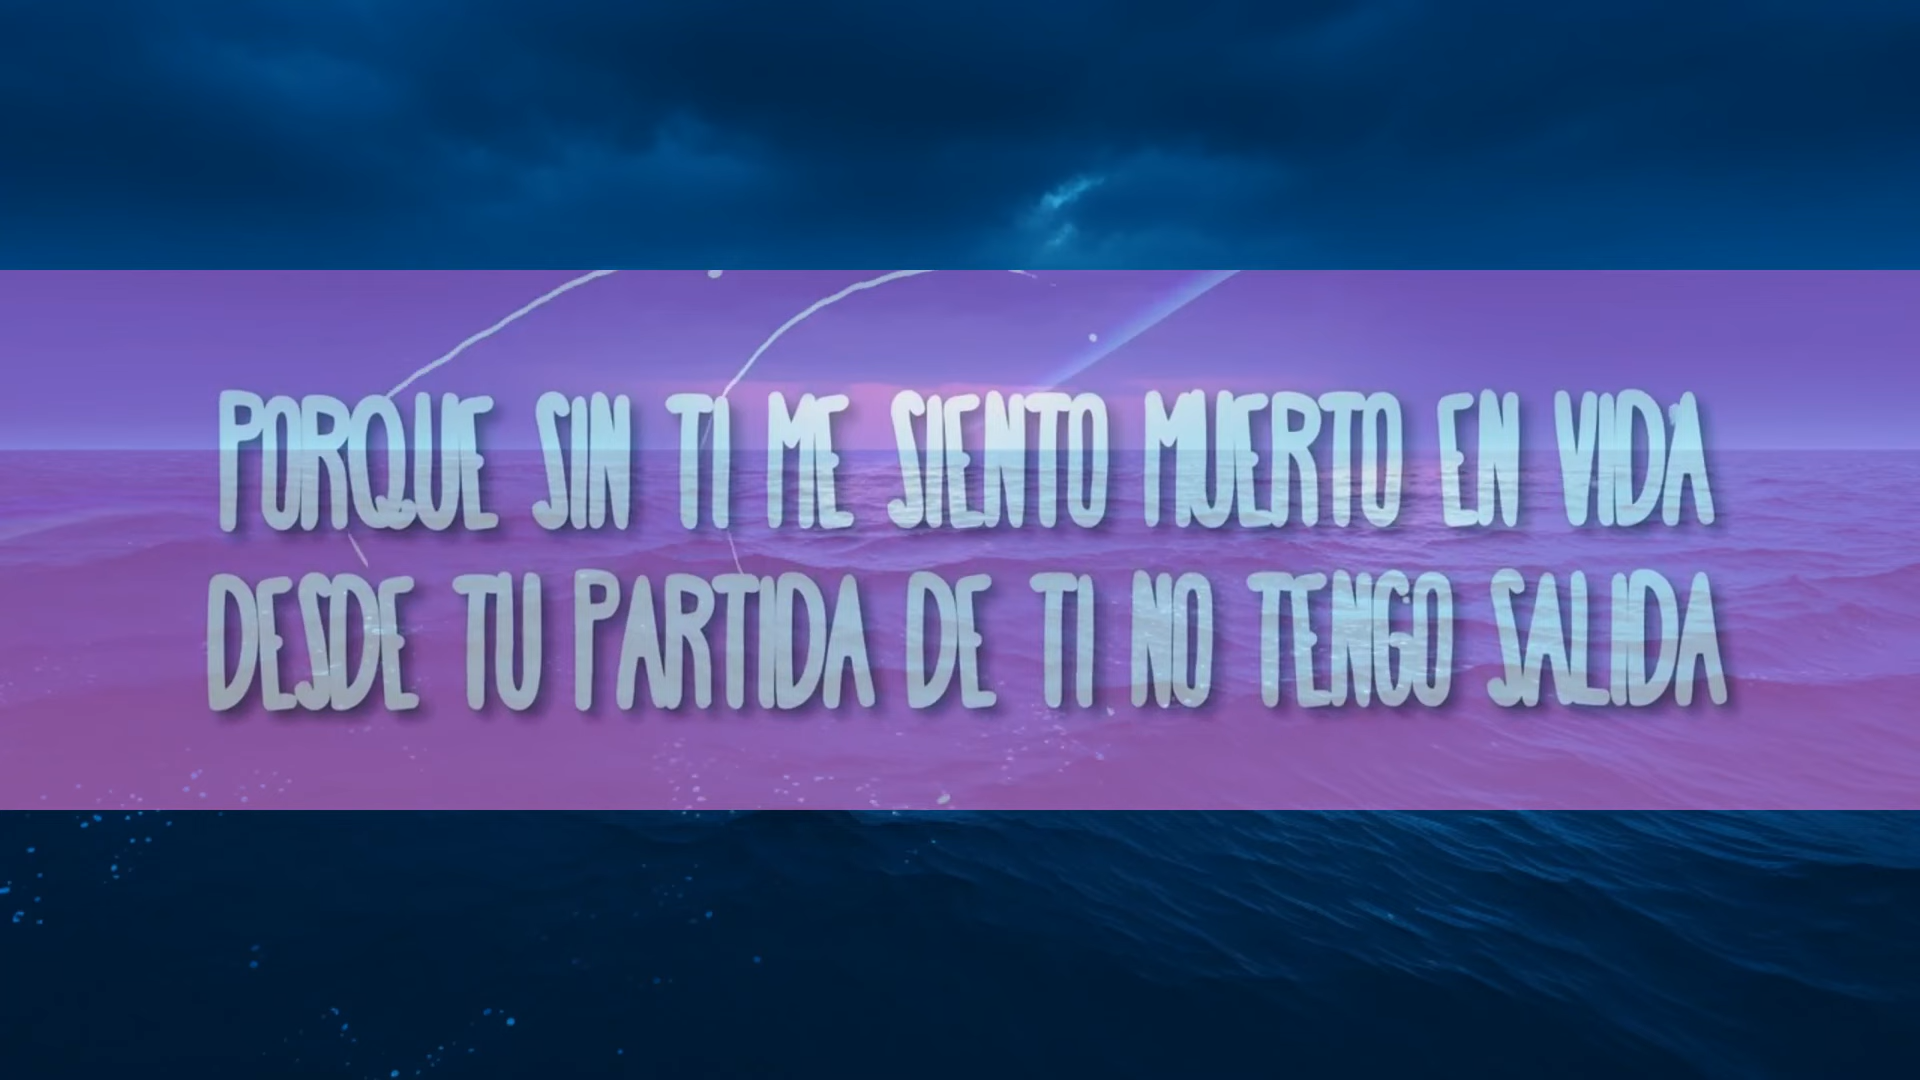 PORQUE SIN TI ME SIENTO MUERTO EN VIDA
DESDE TU PARTIDA DE TI NO TENGO SALIDA